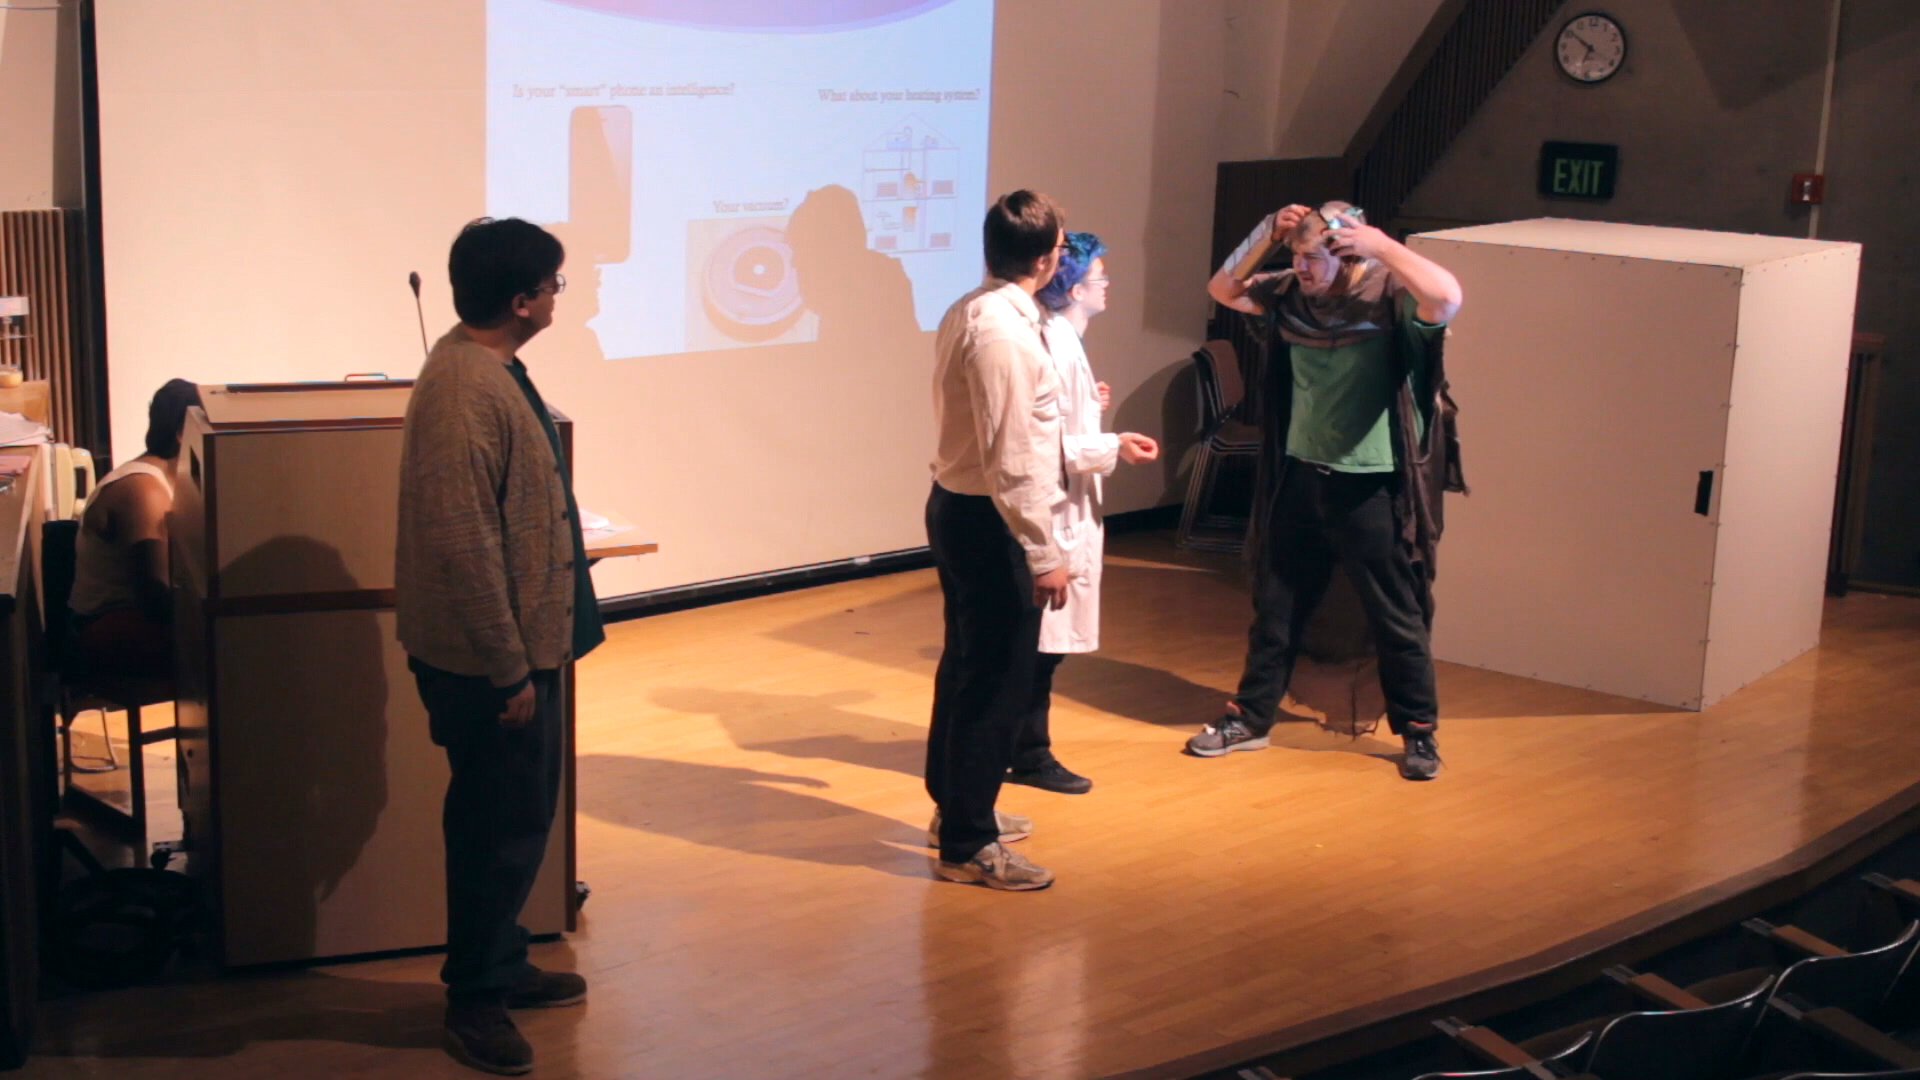 Is your "smart" phone an intelligence?
What about your heating system?
Your vacuum?
EXIT